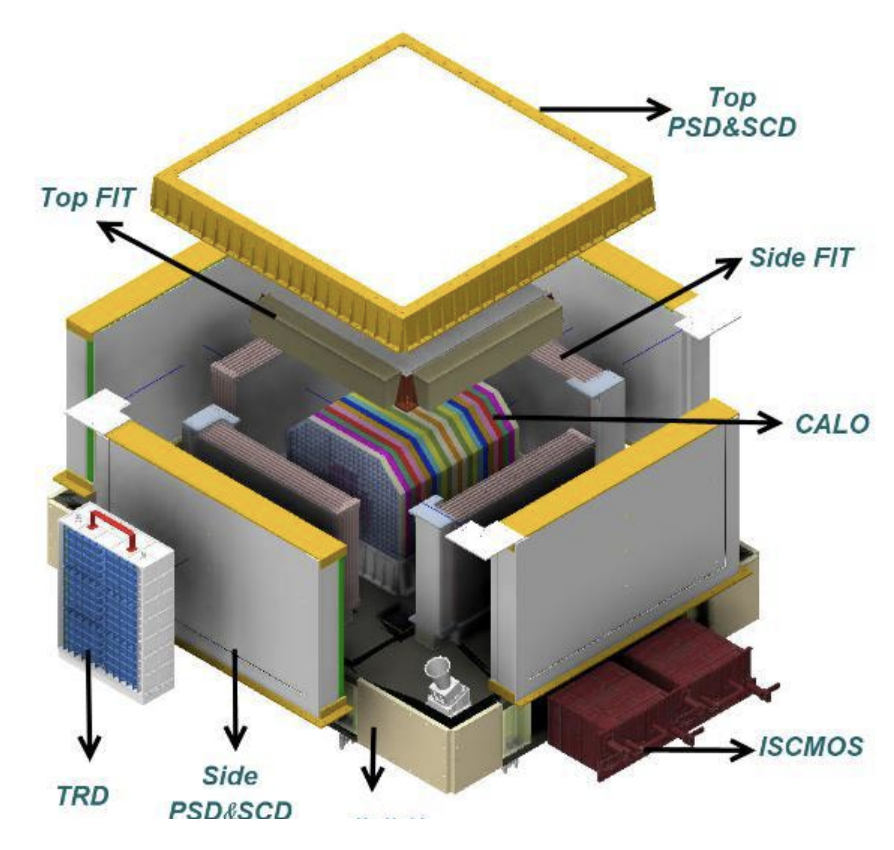 Top
PSD&SCD
Top FIT
Side FIT
CALO
ISCMOS
TRD
Side
PSD&SCD